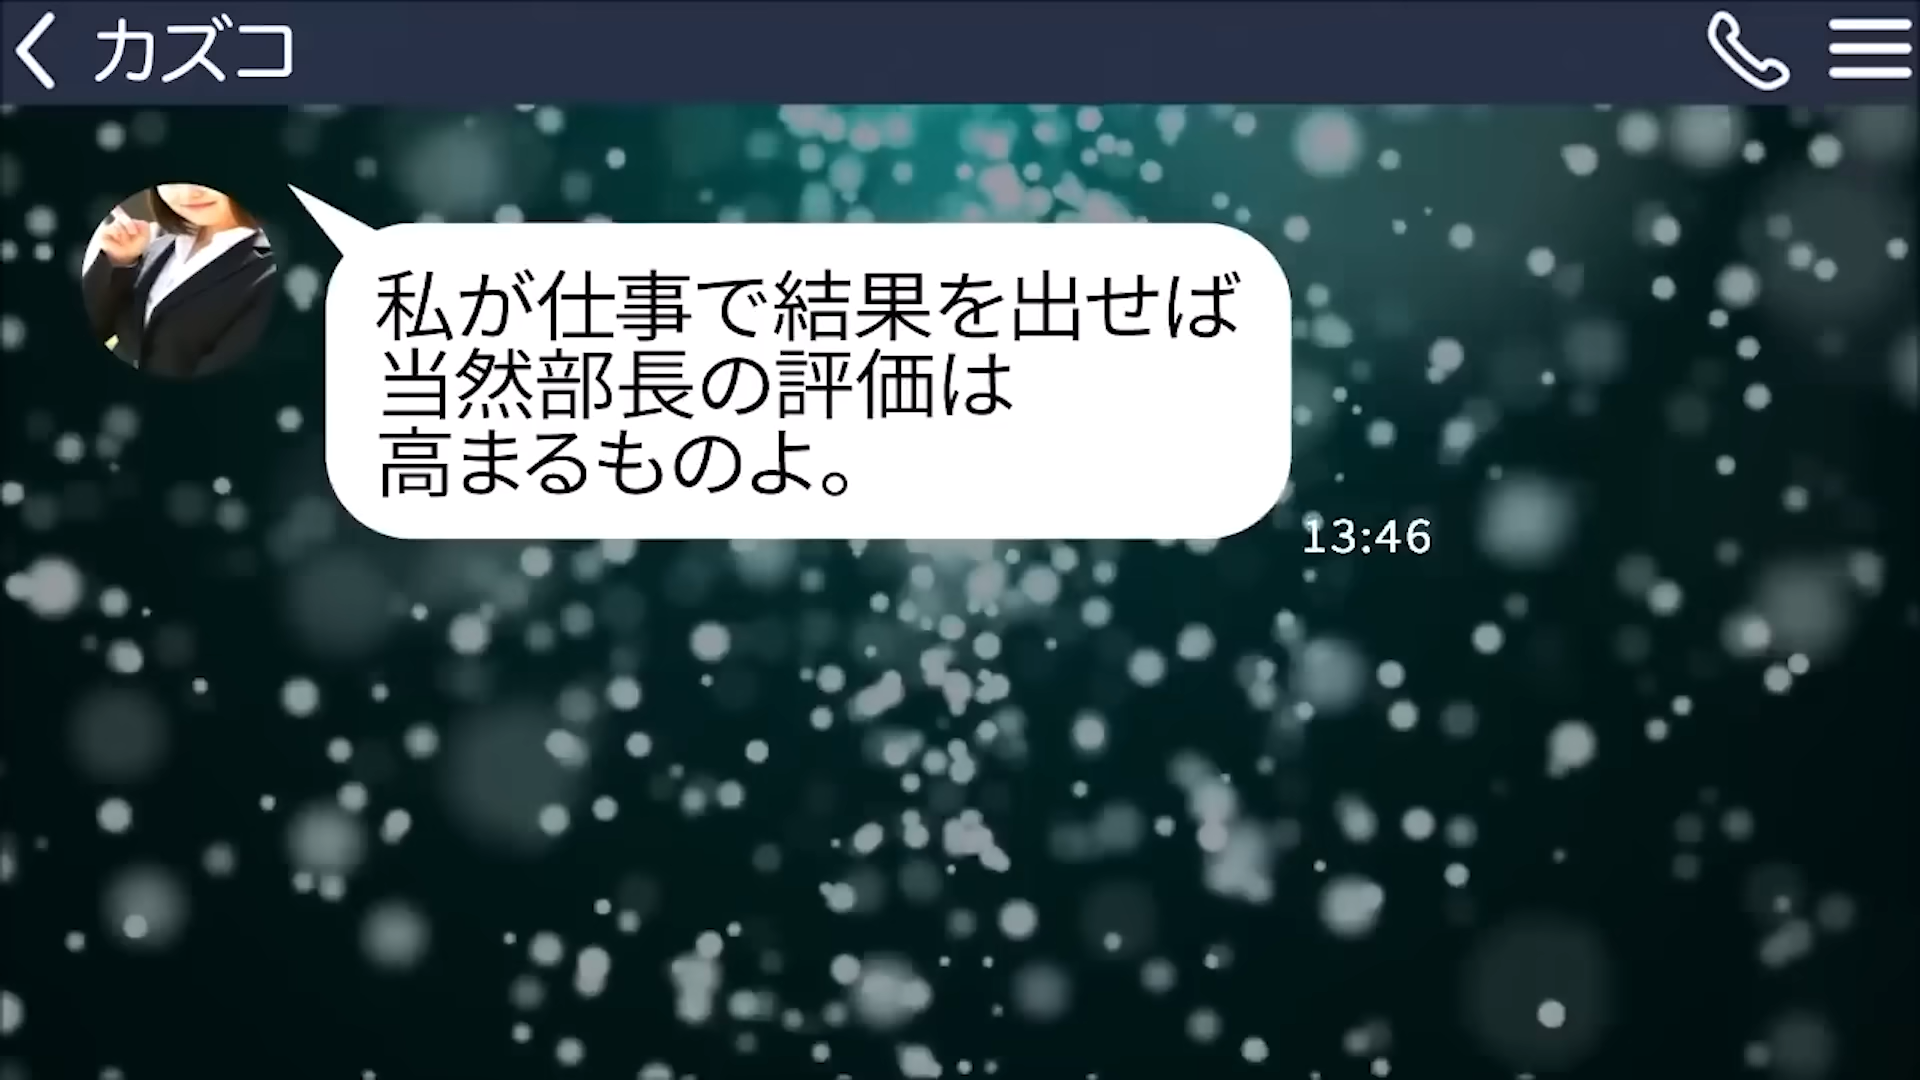 カズコ
私が仕事で結果を出せば
当然部長の評価は
高まるものよ。
13:46